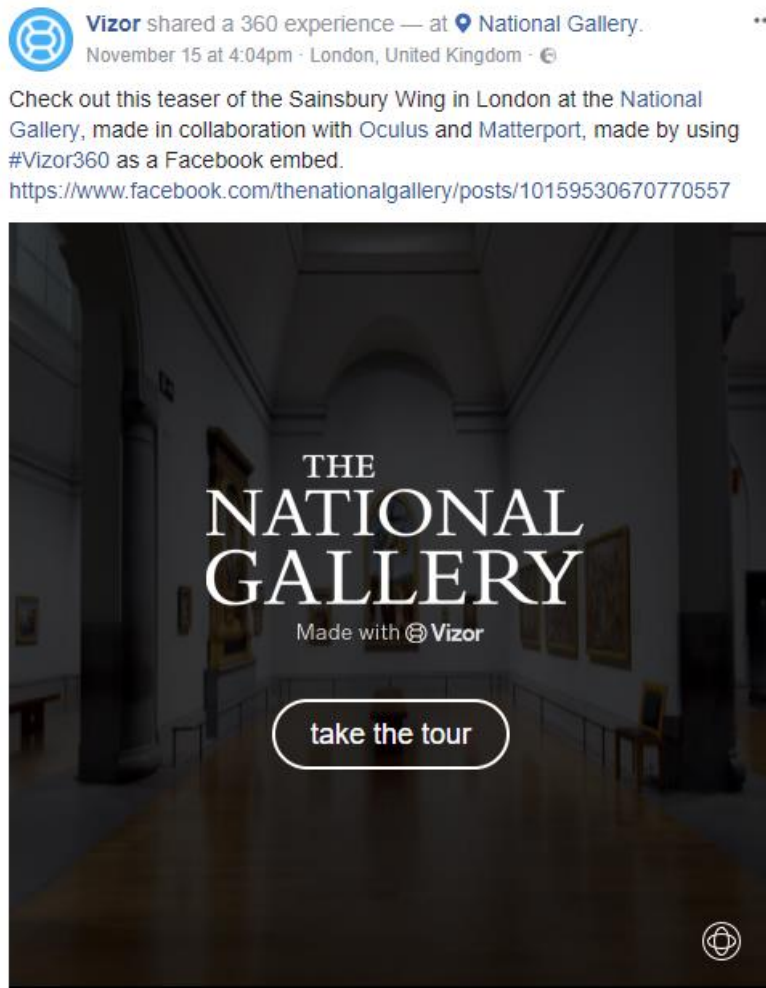 Vizor shared a 360 experience — at National Gallery.
November 15 at 4:04pm · London, United Kingdom ·
Check out this teaser of the Sainsbury Wing in London at the National
Gallery, made in collaboration with Oculus and Matterport, made by using
#Vizor360 as a Facebook embed.
https://www.facebook.com/thenationalgallery/posts/10159530670770557
THE
NATIONAL
GALLERY
Made with Vizor
take the tour